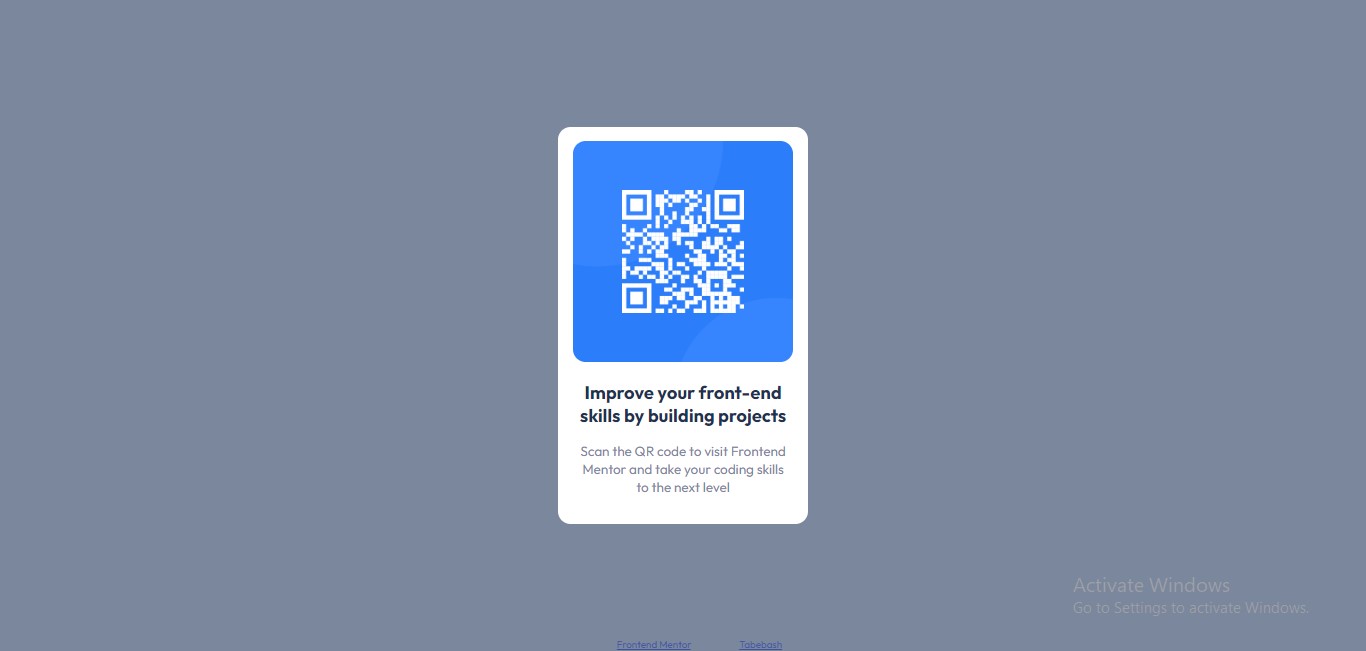 Improve your front-end
skills by building projects
Scan the QR code to visit Frontend
Mentor and take your coding skills
to the next level
Activate Windows
Go to Settings to activate Windows.
Frontend Mentor
Tabebash